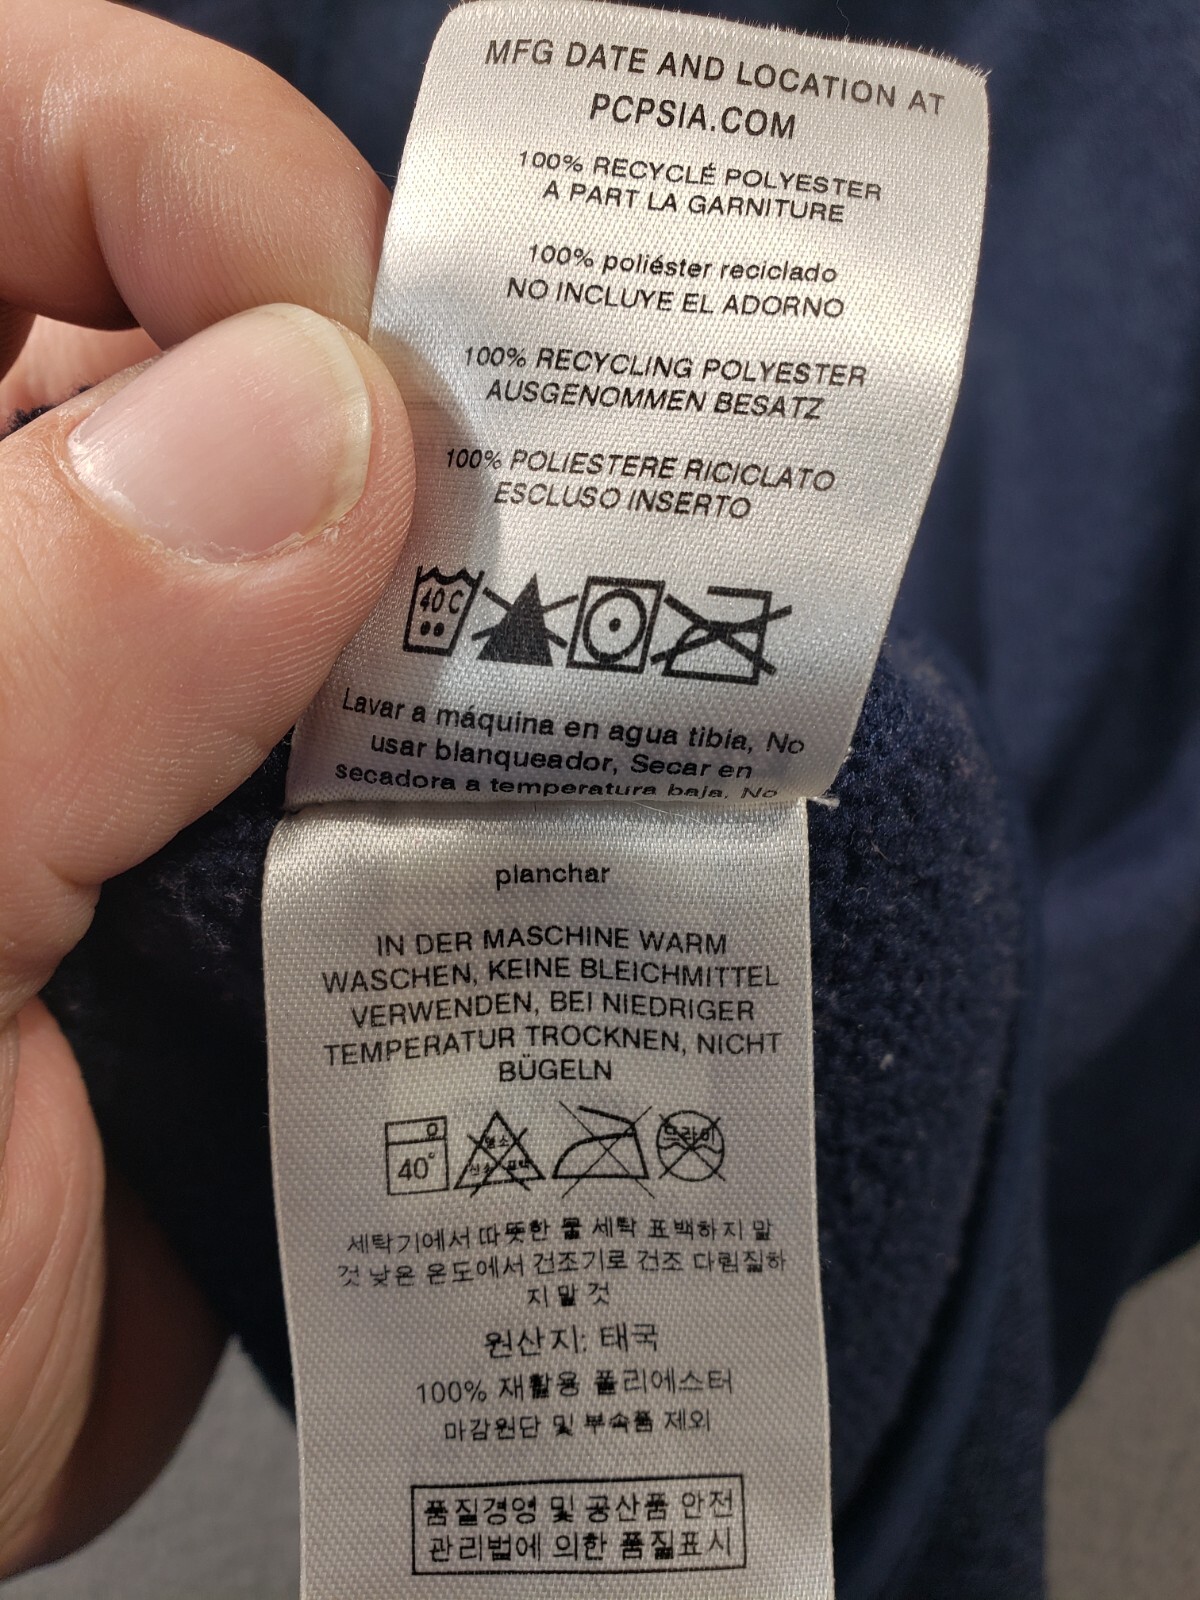 MFG DATE AND LOCATION AT
PCPSIA.COM
100% RECYCLÉ POLYESTER
A PART LA GARNITURE
100% poliéster reciclado
NO INCLUYE EL ADORNO
100% RECYCLING POLYESTER
AUSGENOMMEN BESATZ
100% POLIESTERE RICICLATO
ESCLUSO INSERTO
40 C
Lavar a máquina en agua tibia, No
usar blanqueador, Secar en
secadora a temperatura baja, No
planchar
IN DER MASCHINE WARM
WASCHEN, KEINE BLEICHMITTEL
VERWENDEN, BEI NIEDRIGER
TEMPERATUR TROCKNEN, NICHT
BÜGELN
40°
드라이
세탁기에서 따뜻한 물 세탁 표백하지 말
것 낮은 온도에서 건조기로 건조 다림질하
지 말 것
원산지: 태국
100% 재활용 폴리에스터
마감원단 및 부속품 제외
품질경영 및 공산품 안전
관리법에 의한 품질표시